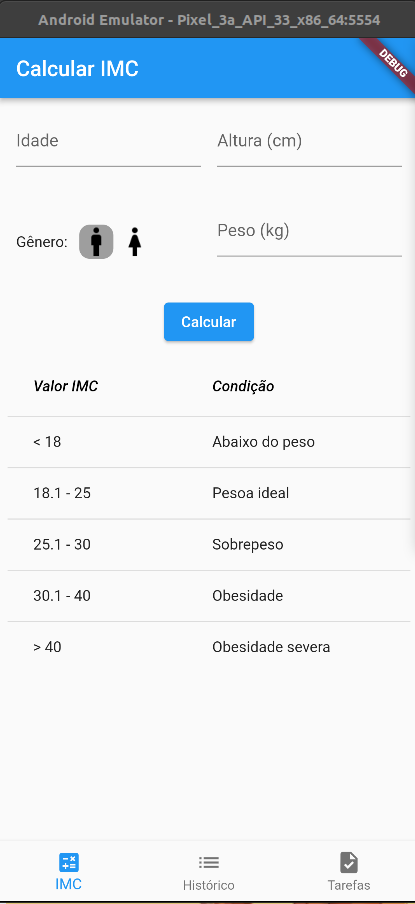 Android Emulator - Pixel_3a_API_33_x86_64:5554
Calcular IMC
DEBUG
Idade
Altura (cm)
Gênero:
Peso (kg)
Calcular
Valor IMC Condição
< 18 Abaixo do peso
18.1 - 25 Pesoa ideal
25.1 - 30 Sobrepeso
30.1 - 40 Obesidade
> 40 Obesidade severa
IMC
Histórico
Tarefas